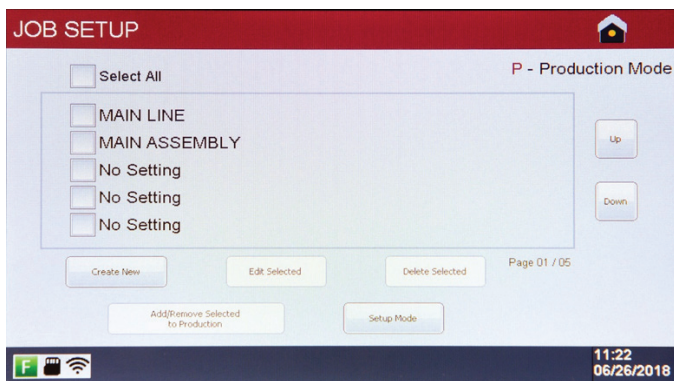 JOB SETUP
P - Production Mode
Select All
MAIN LINE
MAIN ASSEMBLY
No Setting
No Setting
No Setting
Up
Down
Page 01 / 05
Create New
Edit Selected
Delete Selected
Add/Remove Selected
to Production
Setup Mode
F
11:22
06/26/2018